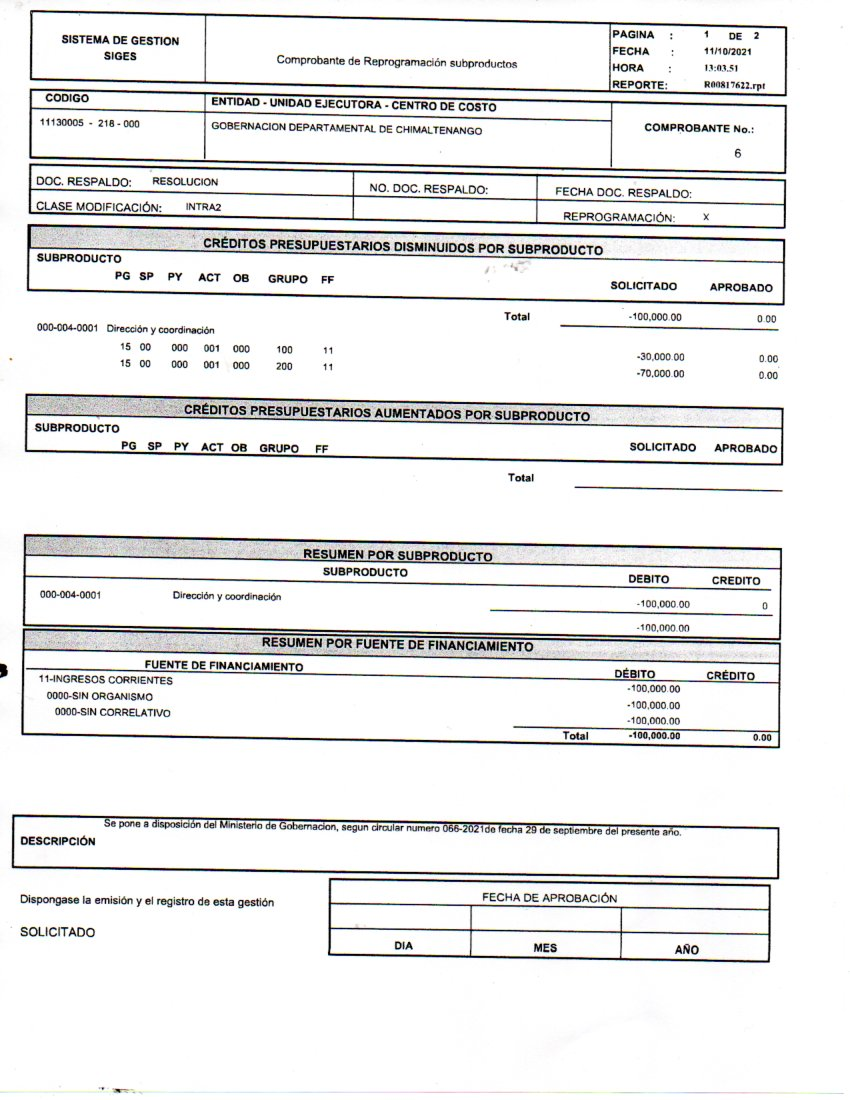 SISTEMA DE GESTION
SIGES
Comprobante de Reprogramación subproductos
PAGINA : 1 DE 2
FECHA : 11/10/2021
HORA : 13:03.51
REPORTE: R00817622.rpt
CODIGO
ENTIDAD - UNIDAD EJECUTORA - CENTRO DE COSTO
11130005 - 218 - 000
GOBERNACION DEPARTAMENTAL DE CHIMALTENANGO
COMPROBANTE No.:
6
DOC. RESPALDO: RESOLUCION
NO. DOC. RESPALDO:
FECHA DOC. RESPALDO:
CLASE MODIFICACIÓN: INTRA2
REPROGRAMACIÓN: X
CRÉDITOS PRESUPUESTARIOS DISMINUIDOS POR SUBPRODUCTO
SUBPRODUCTO
PG SP PY ACT OB GRUPO FF
SOLICITADO APROBADO
Total -100,000.00 0.00
000-004-0001 Dirección y coordinación
15 00 000 001 000 100 11 -30,000.00 0.00
15 00 000 001 000 200 11 -70,000.00 0.00
CRÉDITOS PRESUPUESTARIOS AUMENTADOS POR SUBPRODUCTO
SUBPRODUCTO
PG SP PY ACT OB GRUPO FF SOLICITADO APROBADO
Total
RESUMEN POR SUBPRODUCTO
SUBPRODUCTO
DEBITO CREDITO
000-004-0001 Dirección y coordinación -100,000.00 0
-100,000.00
RESUMEN POR FUENTE DE FINANCIAMIENTO
FUENTE DE FINANCIAMIENTO DÉBITO CRÉDITO
11-INGRESOS CORRIENTES -100,000.00
0000-SIN ORGANISMO -100,000.00
0000-SIN CORRELATIVO -100,000.00
Total -100,000.00 0.00
Se pone a disposición del Ministerio de Gobernacion, segun circular numero 066-2021de fecha 29 de septiembre del presente año.
DESCRIPCIÓN
Dispongase la emisión y el registro de esta gestión
FECHA DE APROBACIÓN
SOLICITADO
DIA MES AÑO